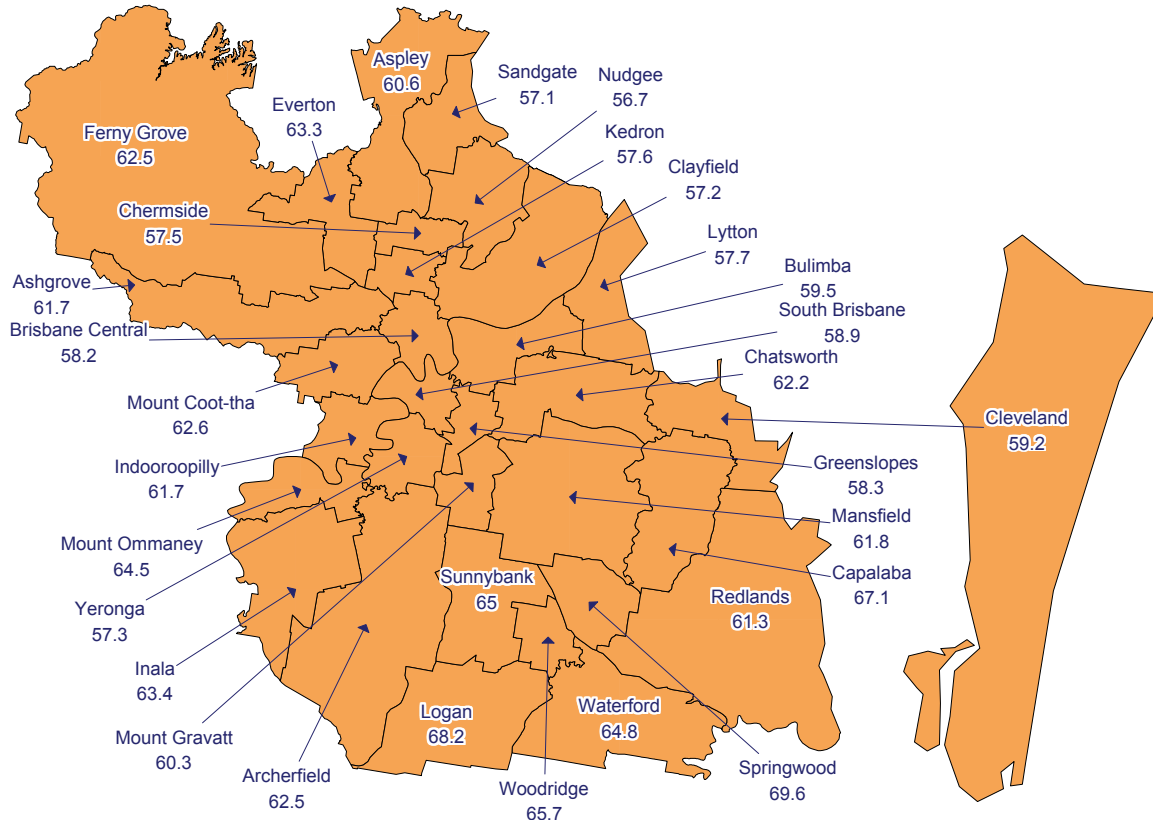 Aspley
60.6
Sandgate
57.1
Nudgee
56.7
Everton
63.3
Kedron
57.6
Ferny Grove
62.5
Clayfield
57.2
Chermside
57.5
Lytton
57.7
Ashgrove
61.7
Bulimba
59.5
Brisbane Central
58.2
South Brisbane
58.9
Chatsworth
62.2
Mount Coot-tha
62.6
Cleveland
59.2
Indooroopilly
61.7
Greenslopes
58.3
Mansfield
61.8
Mount Ommaney
64.5
Capalaba
67.1
Sunnybank
65
Redlands
61.3
Yeronga
57.3
Inala
63.4
Logan
68.2
Waterford
64.8
Mount Gravatt
60.3
Archerfield
62.5
Woodridge
65.7
Springwood
69.6